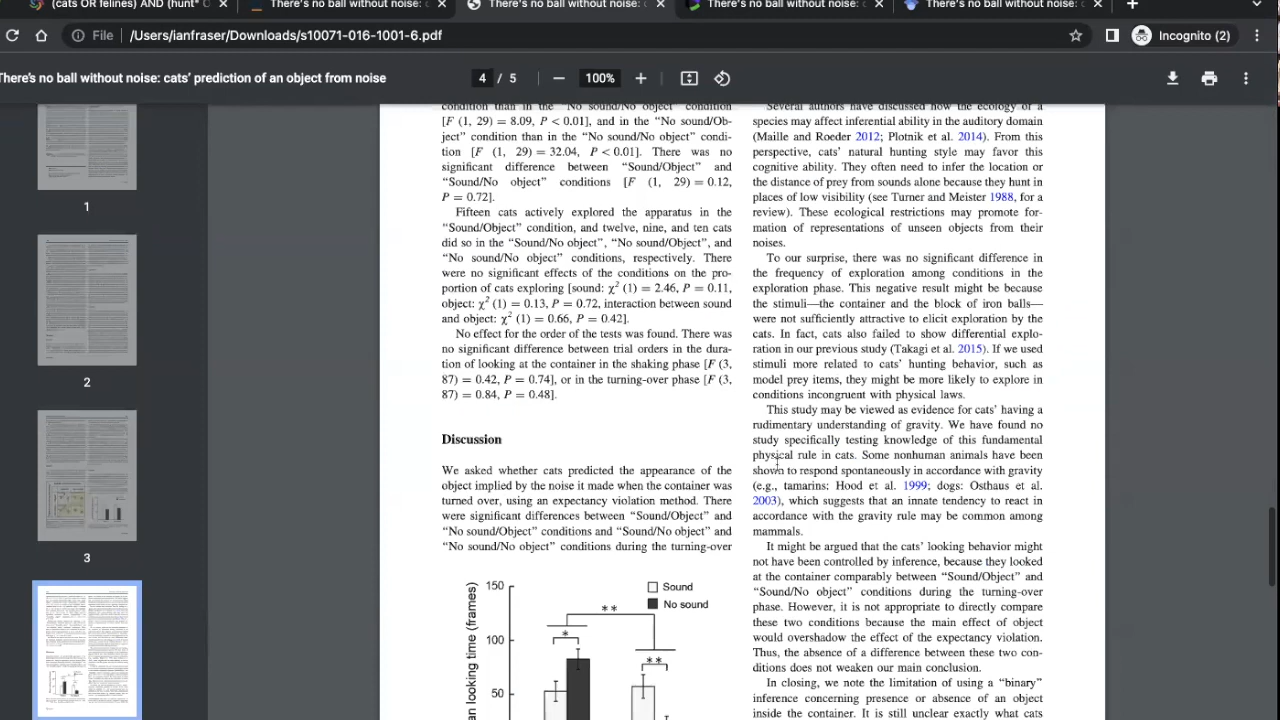 (cats OR felines) AND (hunt*
There's no ball without noise:
There's no ball without noise:
There's no ball without noise:
There's no ball without noise:
File
/Users/ianfraser/Downloads/s10071-016-1001-6.pdf
Incognito (2)
There's no ball without noise: cats' prediction of an object from noise
4 / 5
100%
1
2
3
condition than in the "No sound/No object" condition
[F (1, 29) = 8.09, P < 0.01], and in the "No sound/Ob-
ject" condition than in the "No sound/No object" condi-
tion [F (1, 29) = 32.04, P < 0.01]. There was no
significant difference between "Sound/Object" and
"Sound/No object" conditions [F (1, 29) = 0.12,
P = 0.72].
Fifteen cats actively explored the apparatus in the
"Sound/Object" condition, and twelve, nine, and ten cats
did so in the "Sound/No object", "No sound/Object", and
"No sound/No object" conditions, respectively. There
were no significant effects of the conditions on the pro-
portion of cats exploring [sound: χ² (1) = 2.46, P = 0.11,
object: χ² (1) = 0.13, P = 0.72, interaction between sound
and object: χ² (1) = 0.66, P = 0.42].
No effect for the order of the tests was found. There was
no significant difference between trial orders in the dura-
tion of looking at the container in the shaking phase [F (3,
87) = 0.42, P = 0.74], or in the turning-over phase [F (3,
87) = 0.84, P = 0.48].
Discussion
We asked whether cats predicted the appearance of the
object implied by the noise it made when the container was
turned over, using an expectancy violation method. There
were significant differences between "Sound/Object" and
"No sound/Object" conditions and "Sound/No object" and
"No sound/No object" conditions during the turning-over
150
100
50
an looking time (frames)
Sound
No sound
**
*
**
Several authors have discussed how the ecology of a
species may affect inferential ability in the auditory domain
(Maille and Roeder 2012; Plotnik et al. 2014). From this
perspective, cats' natural hunting style may favor this
cognitive ability. They often need to infer the location or
the distance of prey from sounds alone because they hunt in
places of low visibility (see Turner and Meister 1988, for a
review). These ecological restrictions may promote for-
mation of representations of unseen objects from their
noises.
To our surprise, there was no significant difference in
the frequency of exploration among conditions in the
exploration phase. This negative result might be because
the stimuli—the container and the block of iron balls—
were not sufficiently attractive to elicit exploration by the
cats. In fact, cats also failed to show differential explo-
ration in our previous study (Takagi et al. 2015). If we used
stimuli more related to cats' hunting behavior, such as
model prey items, they might be more likely to explore in
conditions incongruent with physical laws.
This study may be viewed as evidence for cats' having a
rudimentary understanding of gravity. We have found no
study specifically testing knowledge of this fundamental
physical rule in cats. Some nonhuman animals have been
shown to respond spontaneously in accordance with gravity
(e.g., tamarins: Hood et al. 1999; dogs: Osthaus et al.
2003), which suggests that an innate tendency to react in
accordance with the gravity rule may be common among
mammals.
It might be argued that the cats' looking behavior might
not have been controlled by inference, because they looked
at the container comparably between "Sound/Object" and
"Sound/No object" conditions during the turning-over
phase. However, it is not appropriate to directly compare
these two conditions because the main effect of object
would overshadow the effect of the expectancy violation.
Thus, the absence of a difference between these two con-
ditions does not weaken our main conclusion.
In closing, we note the limitation of using a "binary"
inference concerning presence or absence of an object
inside the container. It is still unclear exactly what cats